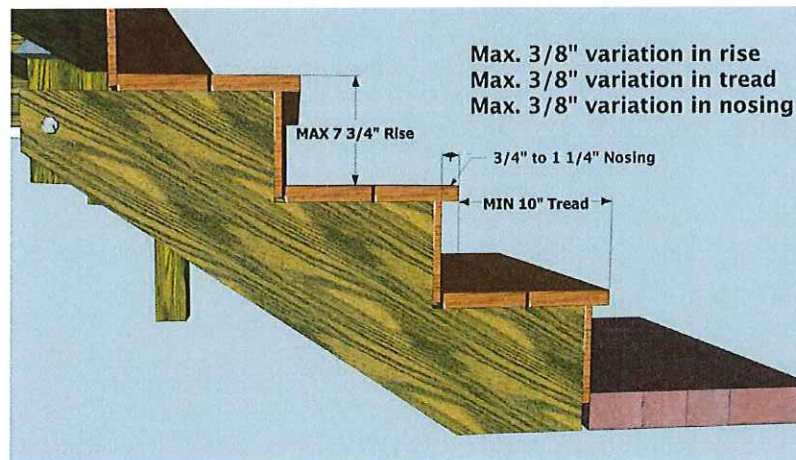 Max. 3/8" variation in rise
Max. 3/8" variation in tread
Max. 3/8" variation in nosing
MAX 7 3/4" Rise
3/4" to 1 1/4" Nosing
MIN 10" Tread